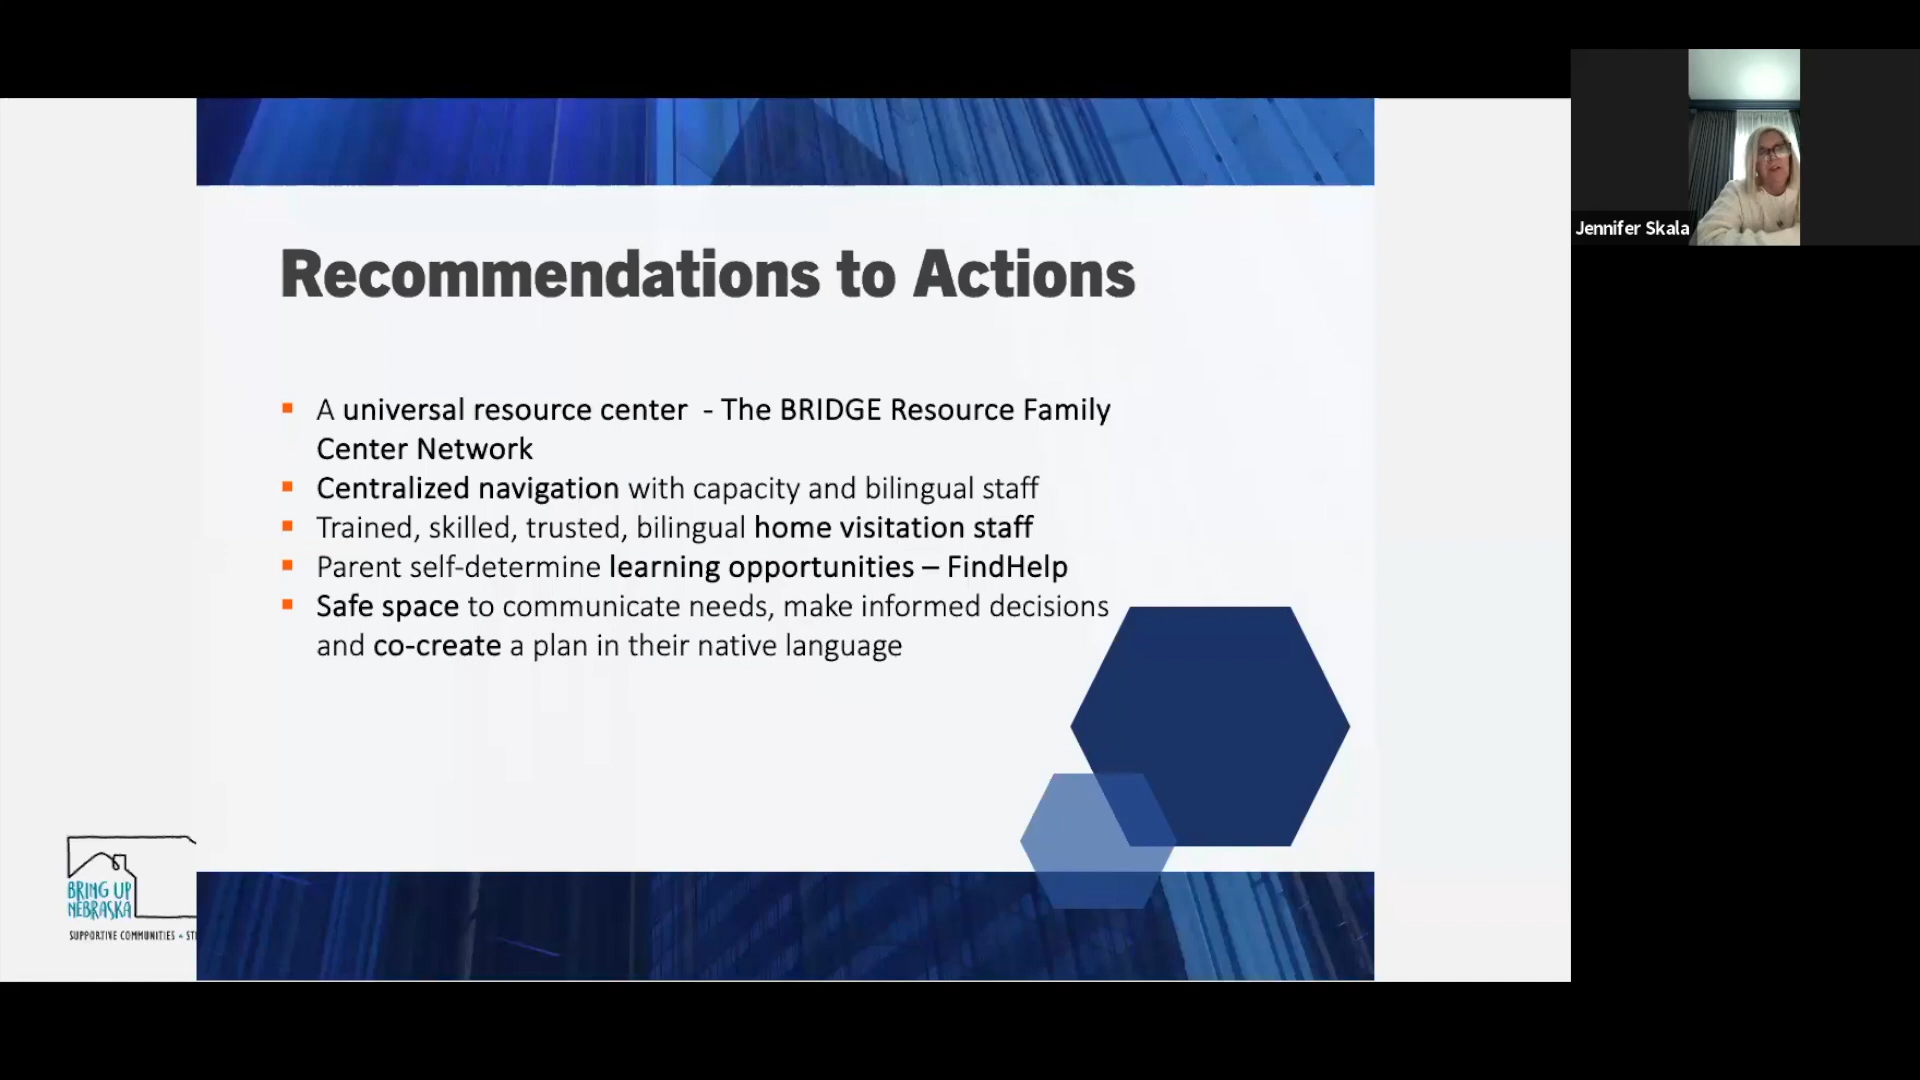 Jennifer Skala
Recommendations to Actions
A universal resource center - The BRIDGE Resource Family
Center Network
Centralized navigation with capacity and bilingual staff
Trained, skilled, trusted, bilingual home visitation staff
Parent self-determine learning opportunities – FindHelp
Safe space to communicate needs, make informed decisions
and co-create a plan in their native language
BRING UP
NEBRASKA
SUPPORTIVE COMMUNITIES +